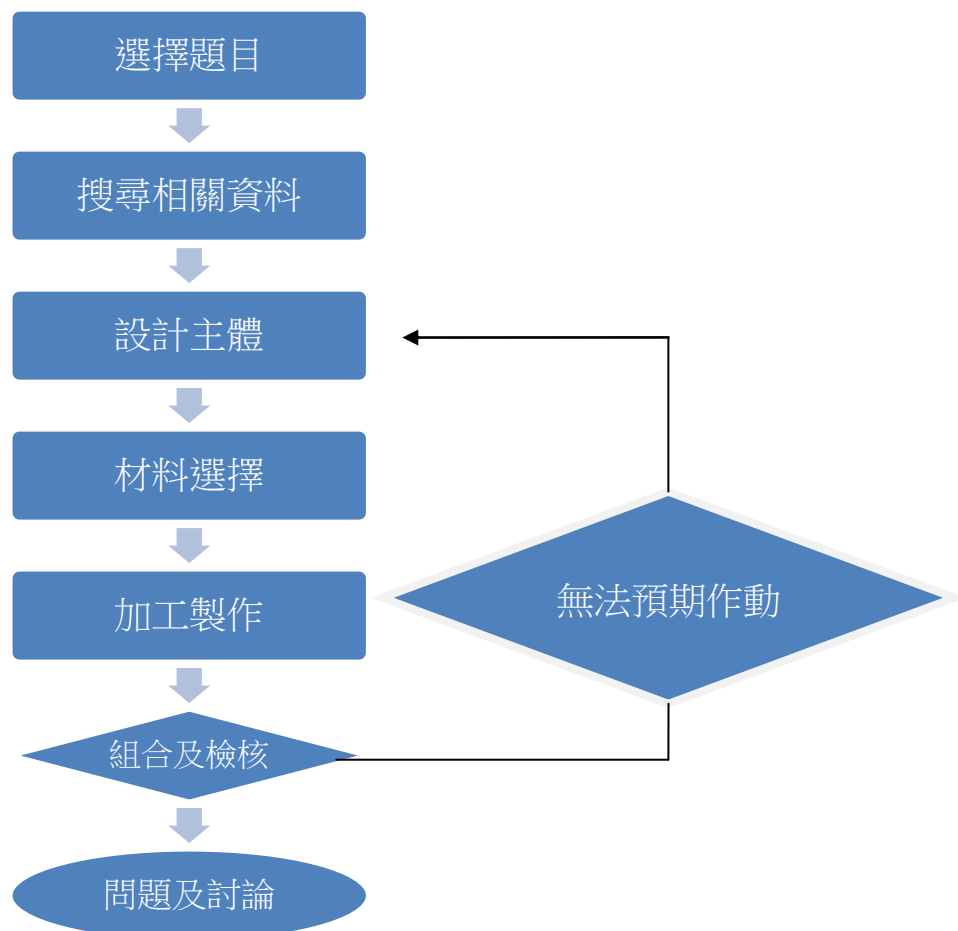 選擇題目
搜尋相關資料
設計主體
材料選擇
加工製作
無法預期作動
組合及檢核
問題及討論